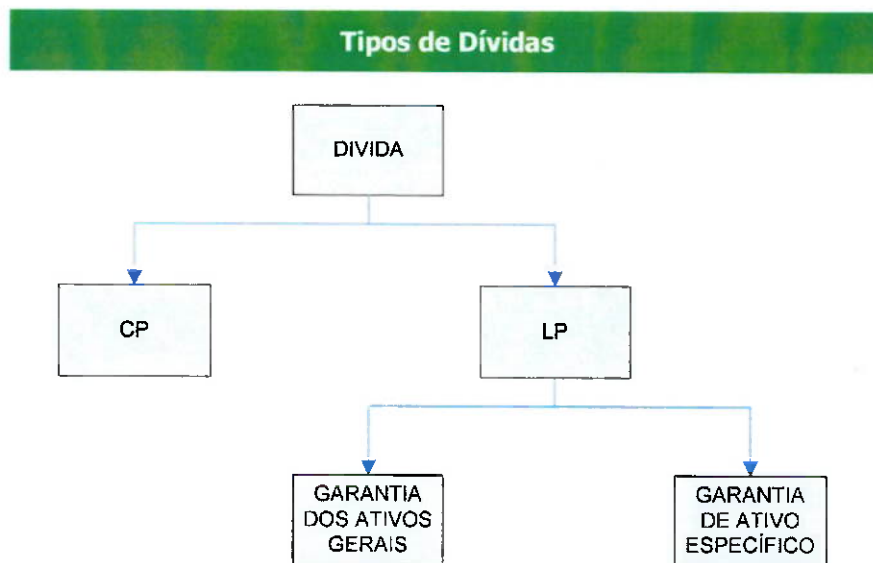 Tipos de Dívidas
DIVIDA
CP
LP
GARANTIA
DOS ATIVOS
GERAIS
GARANTIA
DE ATIVO
ESPECÍFICO